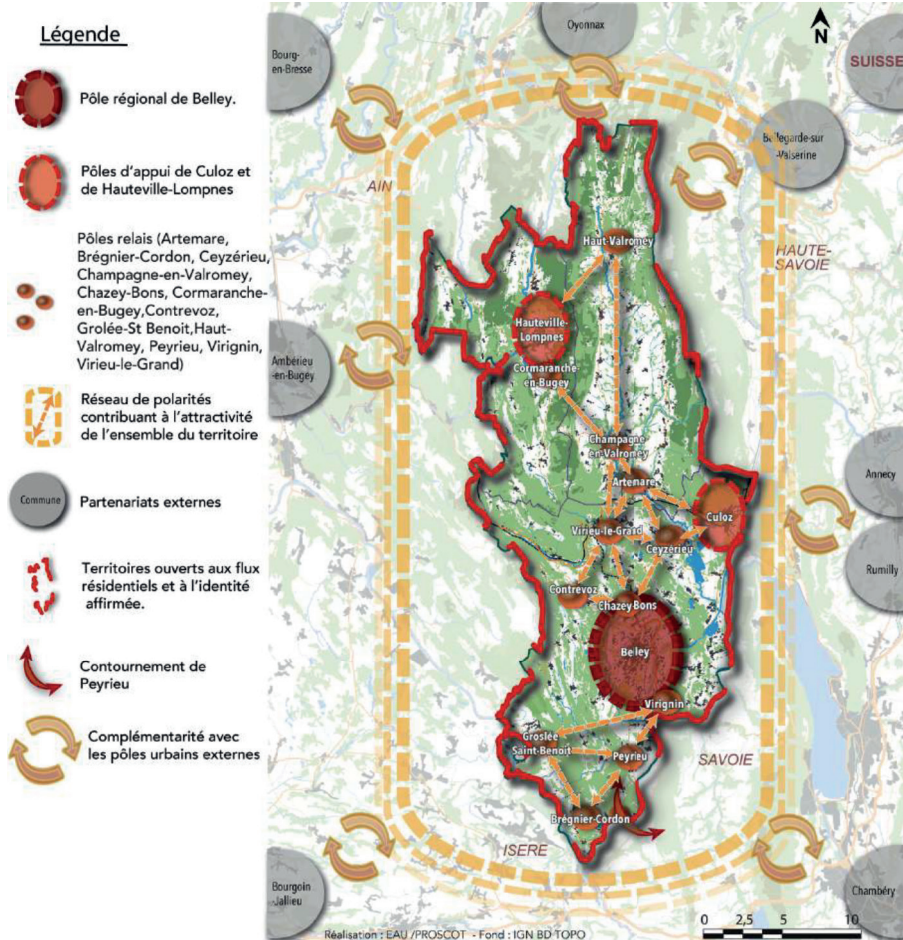 Légende
Pôle régional de Belley.
Pôles d'appui de Culoz et
de Hauteville-Lompnes
Pôles relais (Artemare,
Brégnier-Cordon, Ceyzérieu,
Champagne-en-Valromey,
Chazey-Bons, Cormaranche-
en-Bugey,Contrevoz,
Grolée-St Benoit,Haut-
Valromey, Peyrieu, Virignin,
Virieu-le-Grand)
Réseau de polarités
contribuant à l'attractivité
de l'ensemble du territoire
Commune
Partenariats externes
Territoires ouverts aux flux
résidentiels et à l'identité
affirmée.
Contournement de
Peyrieu
Complémentarité avec
les pôles urbains externes
Oyonnax
N
Bourg-
en-Bresse
SUISSE
Bellegarde-sur
-Valserine
AIN
Haut-Valromey
HAUTE-
SAVOIE
Hauteville-
Lompnes
Ambérieu
-en-Bugey
Cormaranche-
en-Bugey
Champagne
en-Valromey
Artemare
Annecy
Culoz
Virieu-le-Grand
Ceyzérieu
Rumilly
Contrevoz
Chazey Bons
Belley
Virignin
Groslée
Saint-Benoit
Peyrieu
SAVOIE
Brégnier-Cordon
ISERE
Bourgoin
Jallieu
Chambéry
0 2,5 5 10
Réalisation : EAU /PROSCOT - Fond : IGN BD TOPO